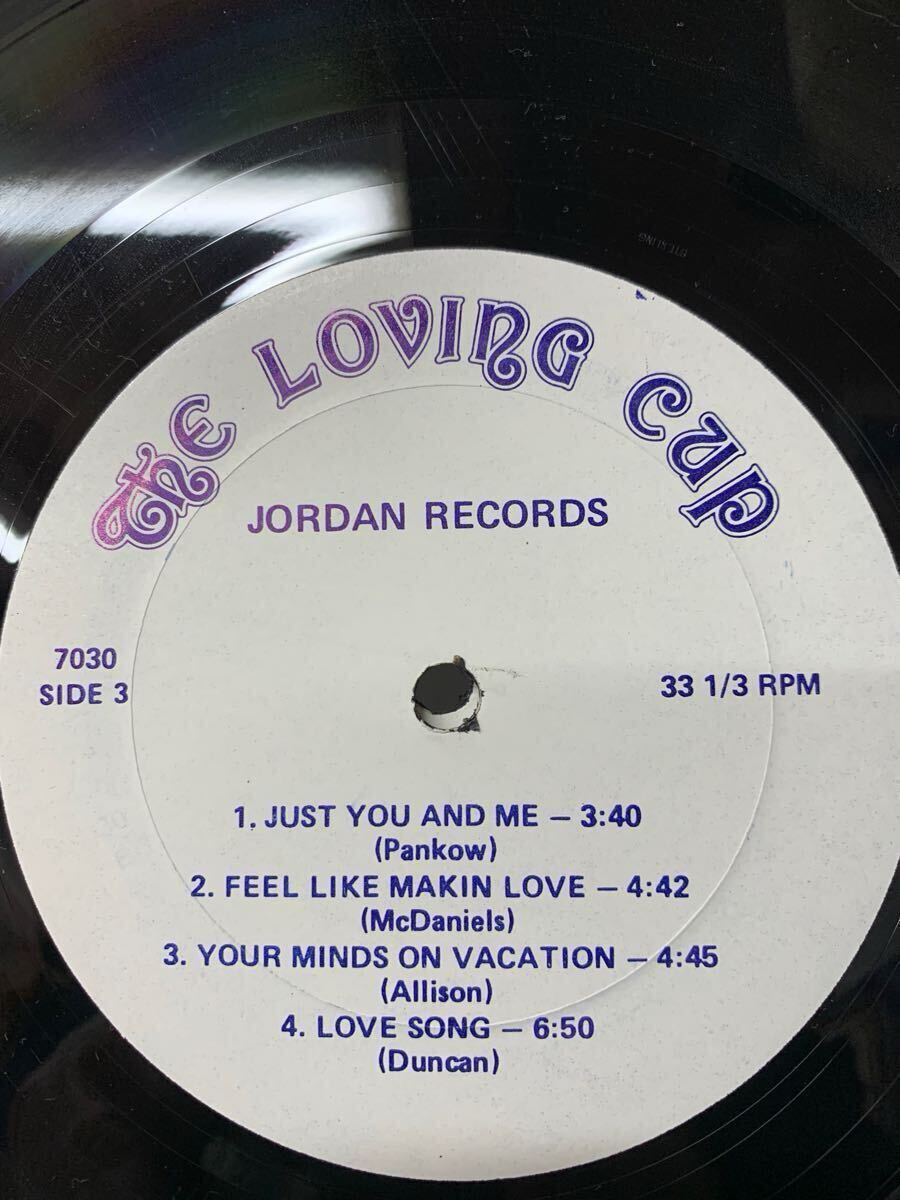 STERLING
THE LOVING CUP
JORDAN RECORDS
7030
SIDE 3
33 1/3 RPM
1. JUST YOU AND ME – 3:40
(Pankow)
2. FEEL LIKE MAKIN LOVE – 4:42
(McDaniels)
3. YOUR MINDS ON VACATION – 4:45
(Allison)
4. LOVE SONG – 6:50
(Duncan)